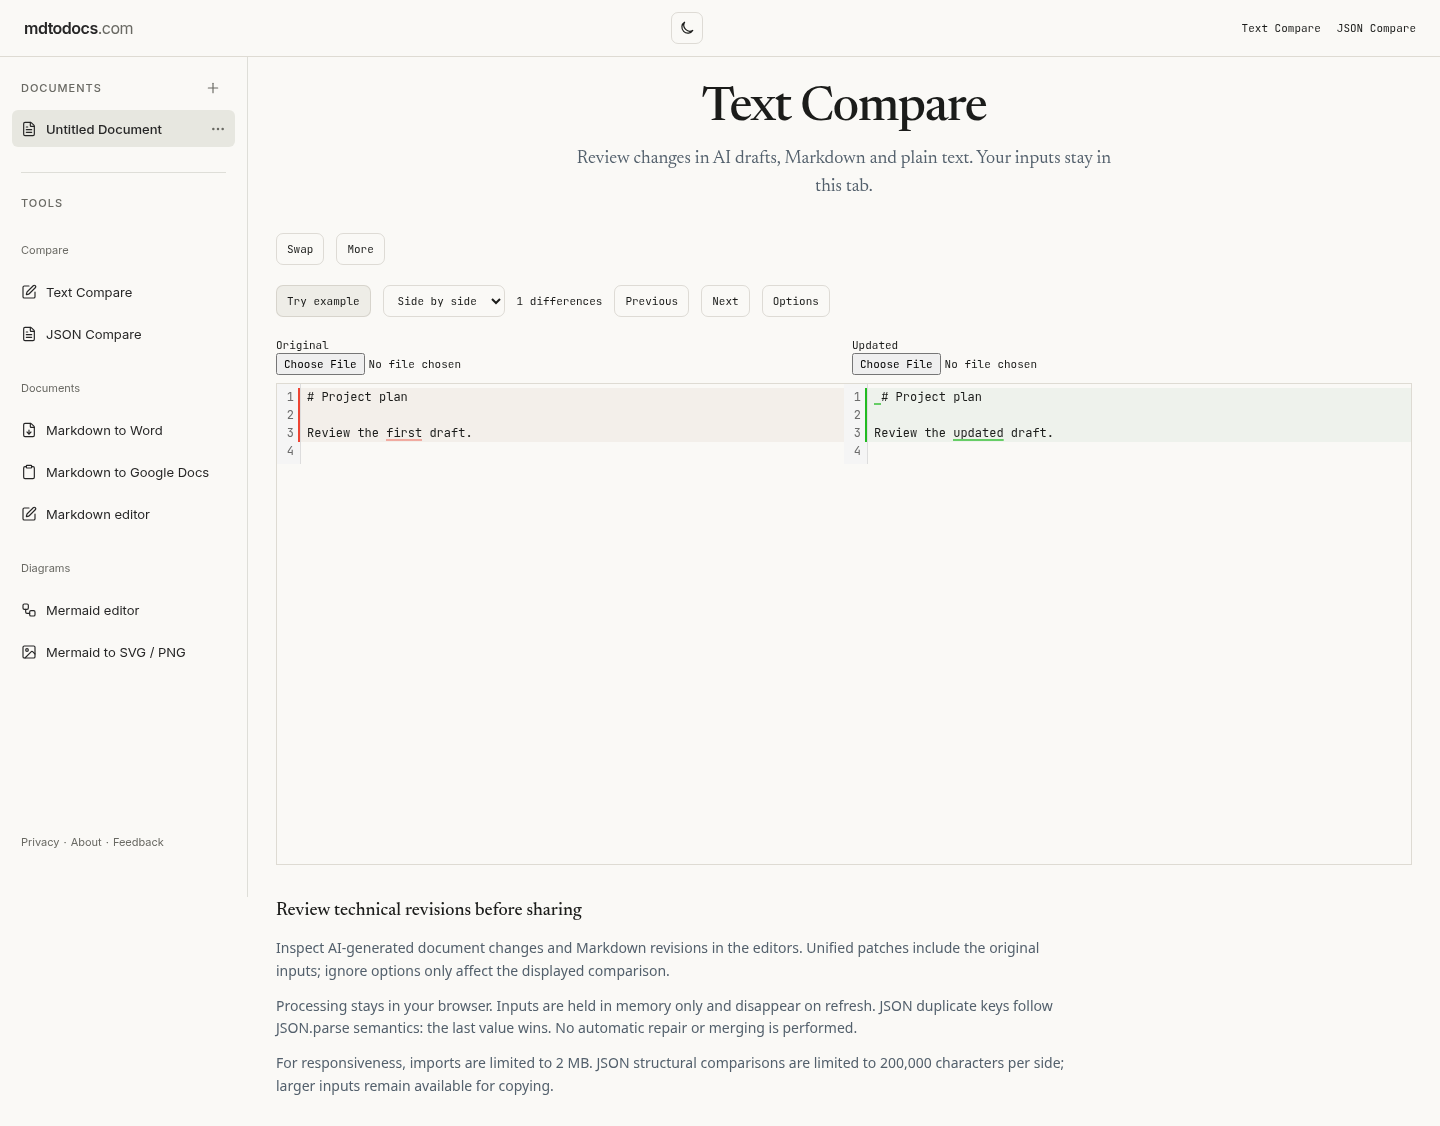 mdtodocs.com
Text Compare JSON Compare
DOCUMENTS
Untitled Document
TOOLS
Compare
Text Compare
JSON Compare
Documents
Markdown to Word
Markdown to Google Docs
Markdown editor
Diagrams
Mermaid editor
Mermaid to SVG / PNG
Privacy · About · Feedback
Text Compare
Review changes in AI drafts, Markdown and plain text. Your inputs stay in
this tab.
Swap More
Try example Side by side 1 differences Previous Next Options
Original
Choose File No file chosen
1 # Project plan
2
3 Review the first draft.
4
Updated
Choose File No file chosen
1 # Project plan
2
3 Review the updated draft.
4
Review technical revisions before sharing
Inspect AI-generated document changes and Markdown revisions in the editors. Unified patches include the original
inputs; ignore options only affect the displayed comparison.
Processing stays in your browser. Inputs are held in memory only and disappear on refresh. JSON duplicate keys follow
JSON.parse semantics: the last value wins. No automatic repair or merging is performed.
For responsiveness, imports are limited to 2 MB. JSON structural comparisons are limited to 200,000 characters per side;
larger inputs remain available for copying.